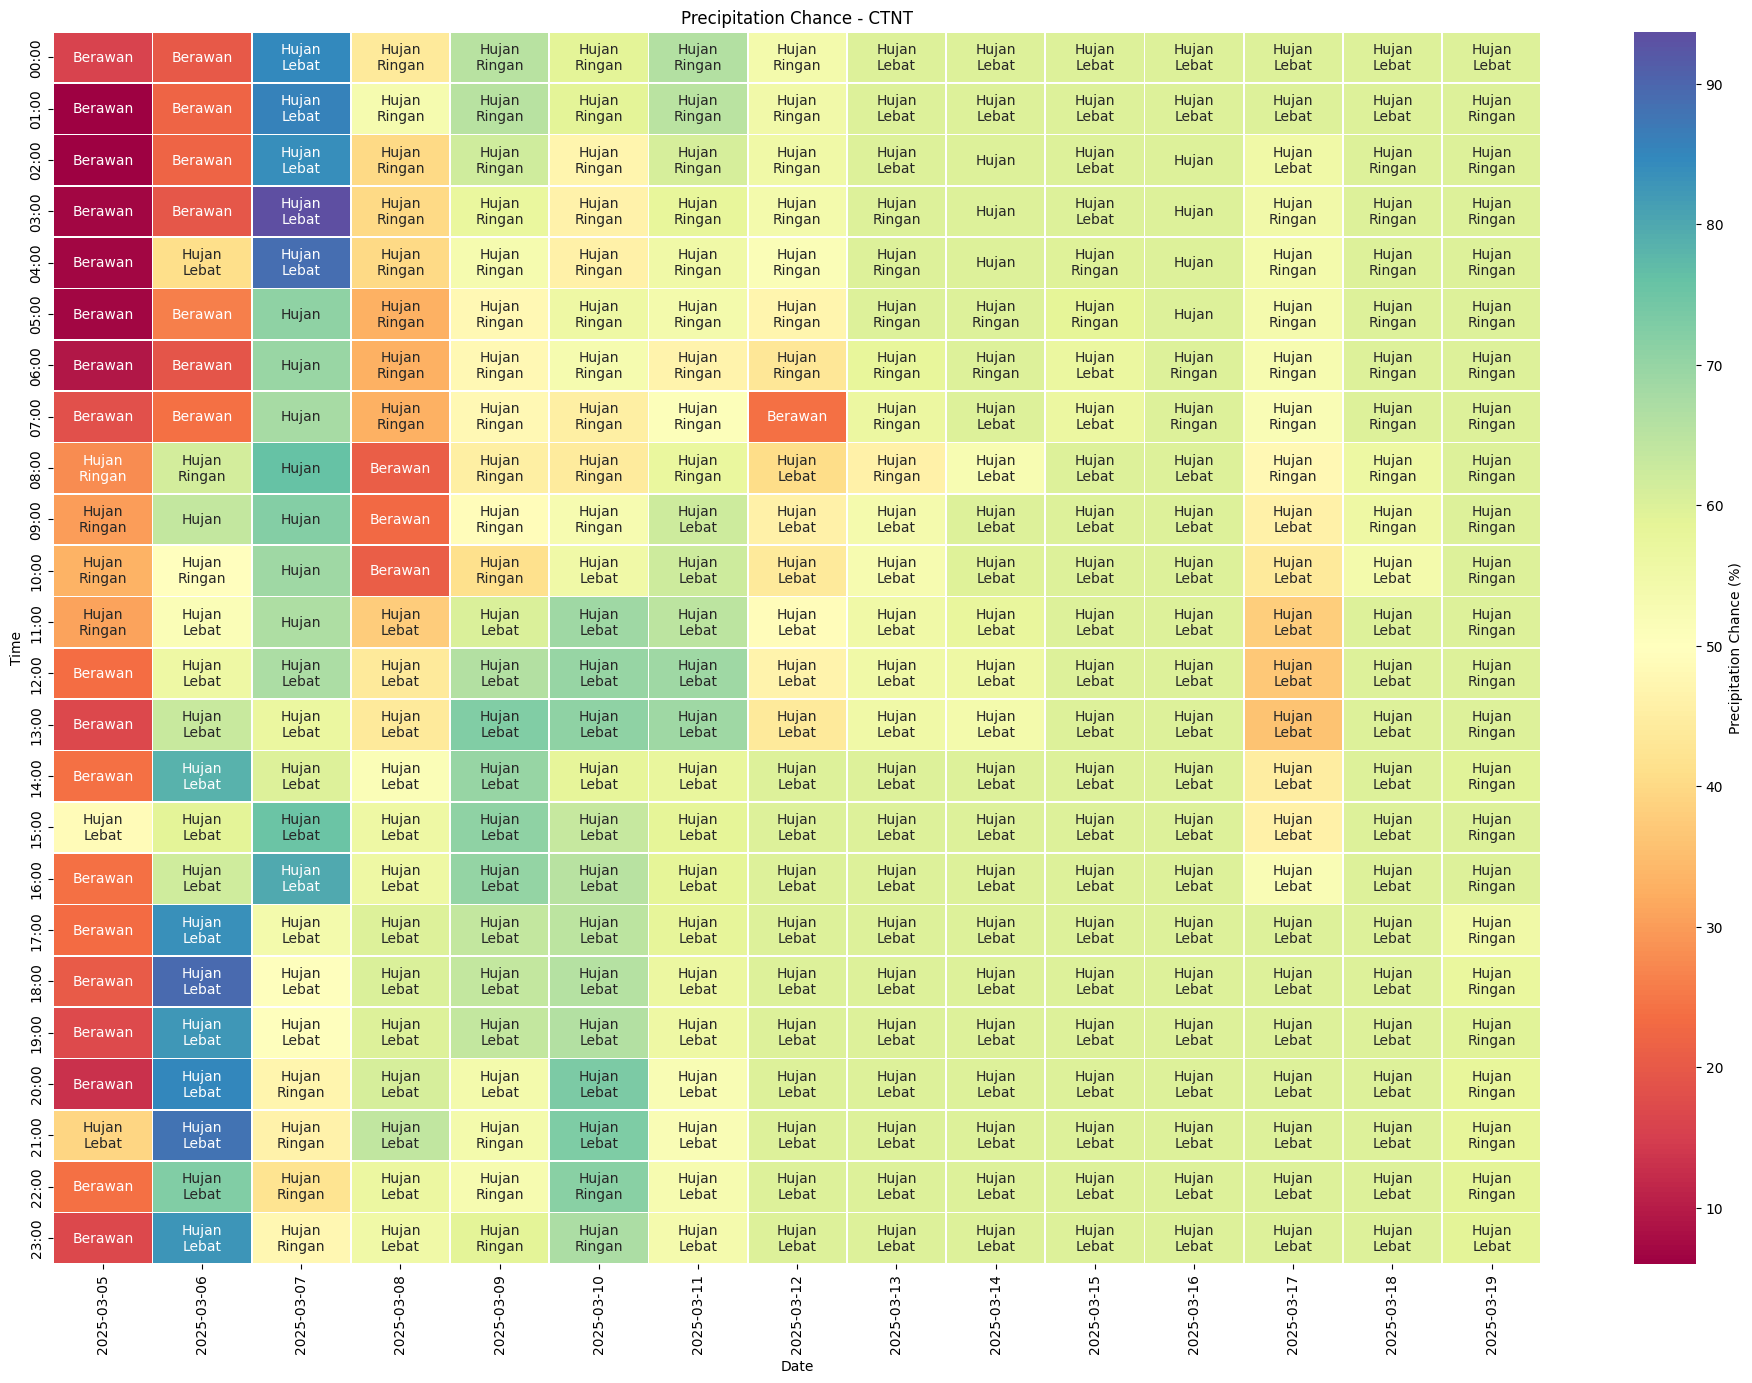 Precipitation Chance - CTNT
00:00 Berawan Berawan Hujan Lebat Hujan Ringan Hujan Ringan Hujan Ringan Hujan Ringan Hujan Ringan Hujan Lebat Hujan Lebat Hujan Lebat Hujan Lebat Hujan Lebat Hujan Lebat Hujan Lebat
01:00 Berawan Berawan Hujan Lebat Hujan Ringan Hujan Ringan Hujan Ringan Hujan Ringan Hujan Ringan Hujan Lebat Hujan Lebat Hujan Lebat Hujan Lebat Hujan Lebat Hujan Lebat Hujan Ringan
02:00 Berawan Berawan Hujan Lebat Hujan Ringan Hujan Ringan Hujan Ringan Hujan Ringan Hujan Ringan Hujan Lebat Hujan Hujan Lebat Hujan Hujan Lebat Hujan Ringan Hujan Ringan
03:00 Berawan Berawan Hujan Lebat Hujan Ringan Hujan Ringan Hujan Ringan Hujan Ringan Hujan Ringan Hujan Ringan Hujan Hujan Lebat Hujan Hujan Ringan Hujan Ringan Hujan Ringan
04:00 Berawan Hujan Lebat Hujan Lebat Hujan Ringan Hujan Ringan Hujan Ringan Hujan Ringan Hujan Ringan Hujan Ringan Hujan Hujan Ringan Hujan Hujan Ringan Hujan Ringan Hujan Ringan
05:00 Berawan Berawan Hujan Hujan Ringan Hujan Ringan Hujan Ringan Hujan Ringan Hujan Ringan Hujan Ringan Hujan Ringan Hujan Ringan Hujan Hujan Ringan Hujan Ringan Hujan Ringan
06:00 Berawan Berawan Hujan Hujan Ringan Hujan Ringan Hujan Ringan Hujan Ringan Hujan Ringan Hujan Ringan Hujan Ringan Hujan Lebat Hujan Ringan Hujan Ringan Hujan Ringan Hujan Ringan
07:00 Berawan Berawan Hujan Hujan Ringan Hujan Ringan Hujan Ringan Hujan Ringan Berawan Hujan Ringan Hujan Lebat Hujan Lebat Hujan Ringan Hujan Ringan Hujan Ringan Hujan Ringan
08:00 Hujan Ringan Hujan Ringan Hujan Berawan Hujan Ringan Hujan Ringan Hujan Ringan Hujan Lebat Hujan Ringan Hujan Lebat Hujan Lebat Hujan Lebat Hujan Ringan Hujan Ringan Hujan Ringan
09:00 Hujan Ringan Hujan Hujan Berawan Hujan Ringan Hujan Ringan Hujan Lebat Hujan Lebat Hujan Lebat Hujan Lebat Hujan Lebat Hujan Lebat Hujan Lebat Hujan Ringan Hujan Ringan
10:00 Hujan Ringan Hujan Ringan Hujan Berawan Hujan Ringan Hujan Lebat Hujan Lebat Hujan Lebat Hujan Lebat Hujan Lebat Hujan Lebat Hujan Lebat Hujan Lebat Hujan Lebat Hujan Ringan
11:00 Hujan Ringan Hujan Lebat Hujan Hujan Lebat Hujan Lebat Hujan Lebat Hujan Lebat Hujan Lebat Hujan Lebat Hujan Lebat Hujan Lebat Hujan Lebat Hujan Lebat Hujan Lebat Hujan Ringan
12:00 Berawan Hujan Lebat Hujan Lebat Hujan Lebat Hujan Lebat Hujan Lebat Hujan Lebat Hujan Lebat Hujan Lebat Hujan Lebat Hujan Lebat Hujan Lebat Hujan Lebat Hujan Lebat Hujan Ringan
13:00 Berawan Hujan Lebat Hujan Lebat Hujan Lebat Hujan Lebat Hujan Lebat Hujan Lebat Hujan Lebat Hujan Lebat Hujan Lebat Hujan Lebat Hujan Lebat Hujan Lebat Hujan Lebat Hujan Ringan
14:00 Berawan Hujan Lebat Hujan Lebat Hujan Lebat Hujan Lebat Hujan Lebat Hujan Lebat Hujan Lebat Hujan Lebat Hujan Lebat Hujan Lebat Hujan Lebat Hujan Lebat Hujan Lebat Hujan Ringan
15:00 Hujan Lebat Hujan Lebat Hujan Lebat Hujan Lebat Hujan Lebat Hujan Lebat Hujan Lebat Hujan Lebat Hujan Lebat Hujan Lebat Hujan Lebat Hujan Lebat Hujan Lebat Hujan Lebat Hujan Ringan
16:00 Berawan Hujan Lebat Hujan Lebat Hujan Lebat Hujan Lebat Hujan Lebat Hujan Lebat Hujan Lebat Hujan Lebat Hujan Lebat Hujan Lebat Hujan Lebat Hujan Lebat Hujan Lebat Hujan Ringan
17:00 Berawan Hujan Lebat Hujan Lebat Hujan Lebat Hujan Lebat Hujan Lebat Hujan Lebat Hujan Lebat Hujan Lebat Hujan Lebat Hujan Lebat Hujan Lebat Hujan Lebat Hujan Lebat Hujan Ringan
18:00 Berawan Hujan Lebat Hujan Lebat Hujan Lebat Hujan Lebat Hujan Lebat Hujan Lebat Hujan Lebat Hujan Lebat Hujan Lebat Hujan Lebat Hujan Lebat Hujan Lebat Hujan Lebat Hujan Ringan
19:00 Berawan Hujan Lebat Hujan Lebat Hujan Lebat Hujan Lebat Hujan Lebat Hujan Lebat Hujan Lebat Hujan Lebat Hujan Lebat Hujan Lebat Hujan Lebat Hujan Lebat Hujan Lebat Hujan Ringan
20:00 Berawan Hujan Lebat Hujan Ringan Hujan Lebat Hujan Lebat Hujan Lebat Hujan Lebat Hujan Lebat Hujan Lebat Hujan Lebat Hujan Lebat Hujan Lebat Hujan Lebat Hujan Lebat Hujan Ringan
21:00 Hujan Lebat Hujan Lebat Hujan Ringan Hujan Lebat Hujan Ringan Hujan Lebat Hujan Lebat Hujan Lebat Hujan Lebat Hujan Lebat Hujan Lebat Hujan Lebat Hujan Lebat Hujan Lebat Hujan Ringan
22:00 Berawan Hujan Lebat Hujan Ringan Hujan Lebat Hujan Ringan Hujan Ringan Hujan Lebat Hujan Lebat Hujan Lebat Hujan Lebat Hujan Lebat Hujan Lebat Hujan Lebat Hujan Lebat Hujan Ringan
23:00 Berawan Hujan Lebat Hujan Ringan Hujan Lebat Hujan Ringan Hujan Ringan Hujan Lebat Hujan Lebat Hujan Lebat Hujan Lebat Hujan Lebat Hujan Lebat Hujan Lebat Hujan Lebat Hujan Lebat
Time
2025-03-05 2025-03-06 2025-03-07 2025-03-08 2025-03-09 2025-03-10 2025-03-11 2025-03-12 2025-03-13 2025-03-14 2025-03-15 2025-03-16 2025-03-17 2025-03-18 2025-03-19
Date
90
80
70
60
50
40
30
20
10
Precipitation Chance (%)